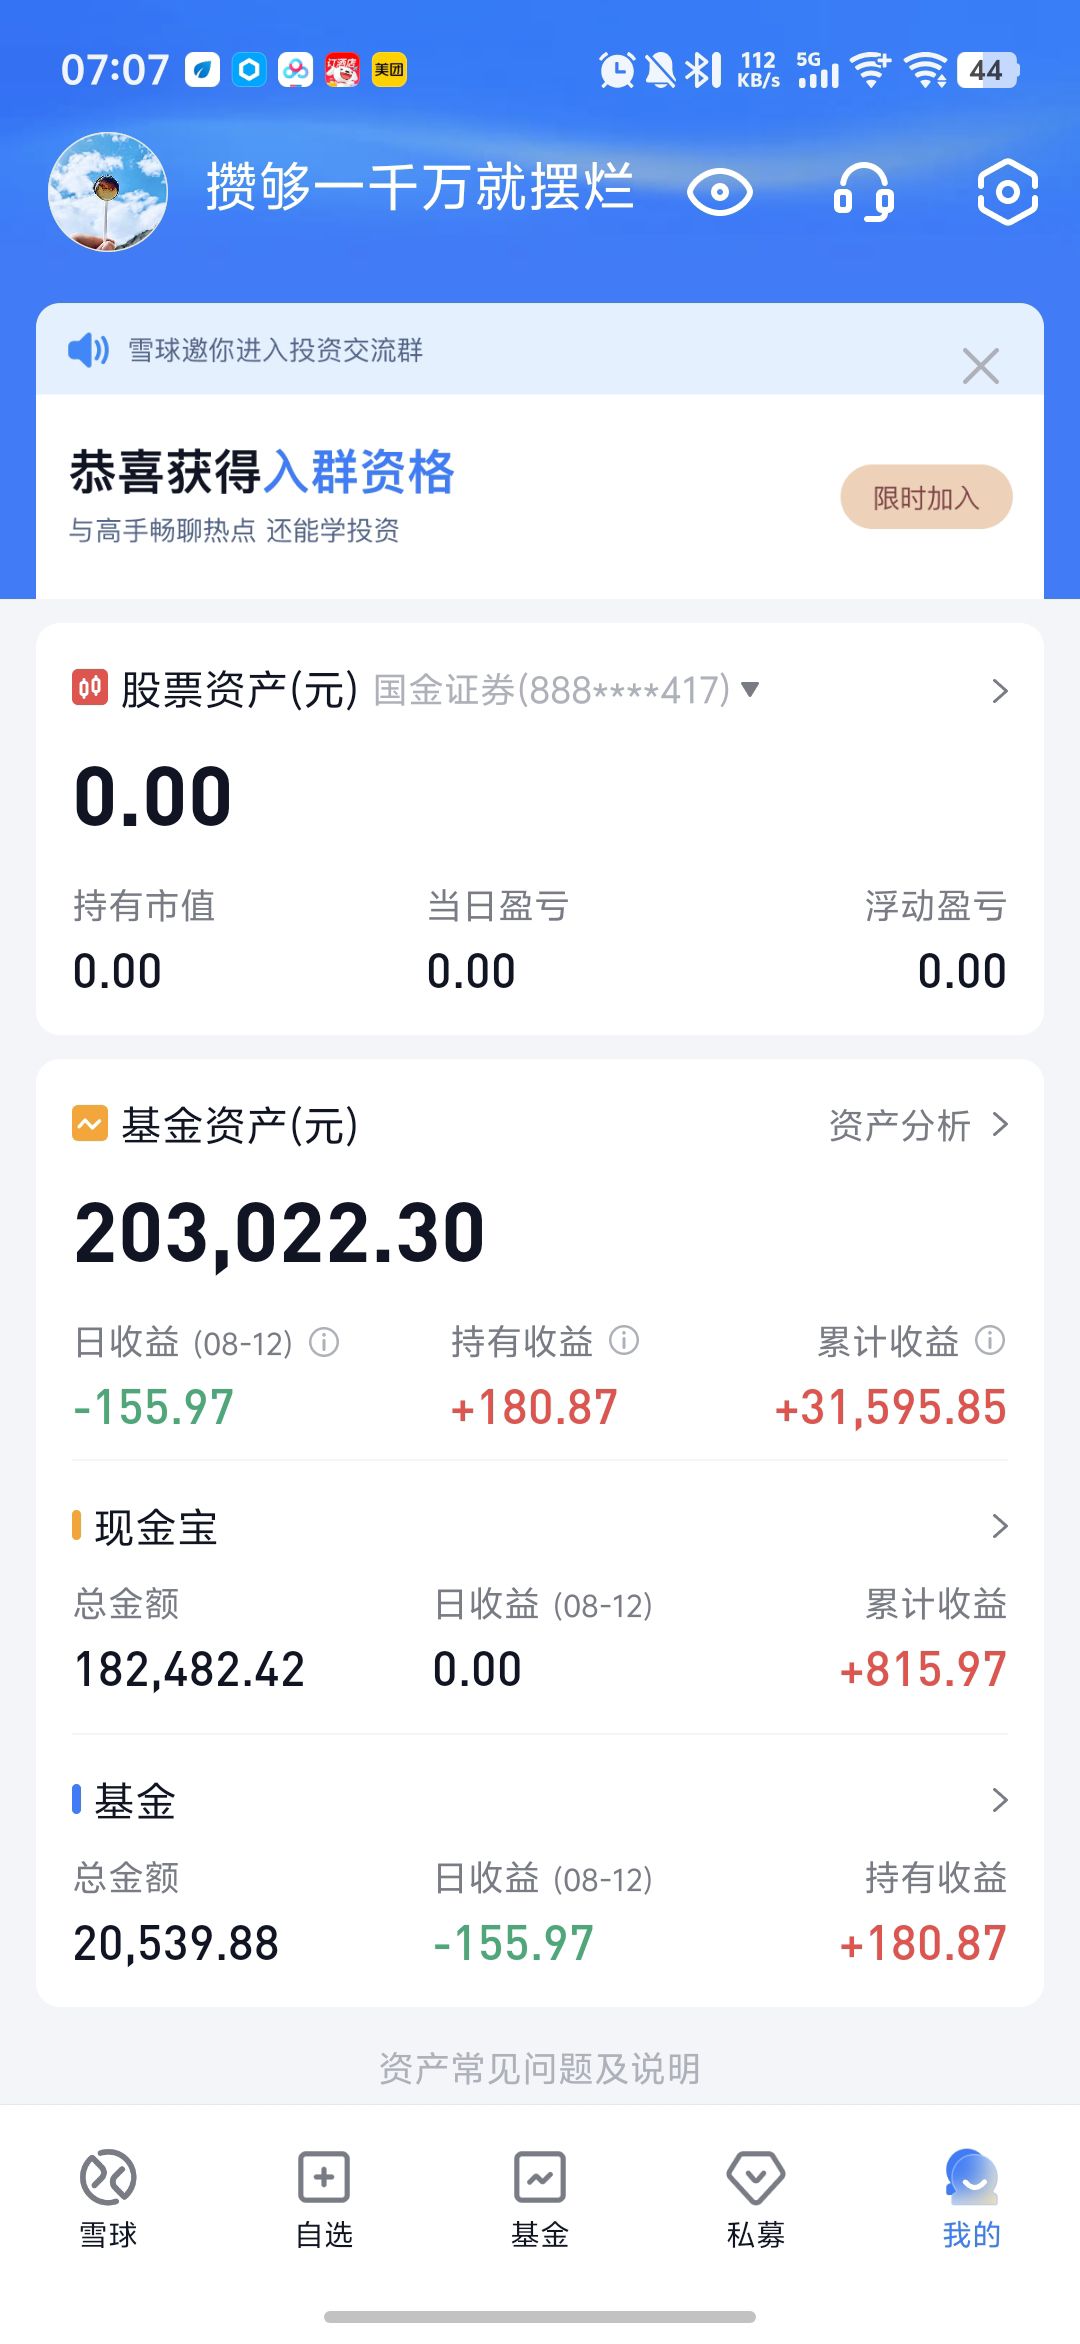 07:07 订酒店 美团 112 KB/s 5G 44
攒够一千万就摆烂
雪球邀你进入投资交流群
恭喜获得入群资格
与高手畅聊热点 还能学投资
限时加入
股票资产(元) 国金证券(888****417)
0.00
持有市值 当日盈亏 浮动盈亏
0.00 0.00 0.00
基金资产(元) 资产分析
203,022.30
日收益 (08-12) 持有收益 累计收益
-155.97 +180.87 +31,595.85
现金宝
总金额 日收益 (08-12) 累计收益
182,482.42 0.00 +815.97
基金
总金额 日收益 (08-12) 持有收益
20,539.88 -155.97 +180.87
资产常见问题及说明
雪球 自选 基金 私募 我的